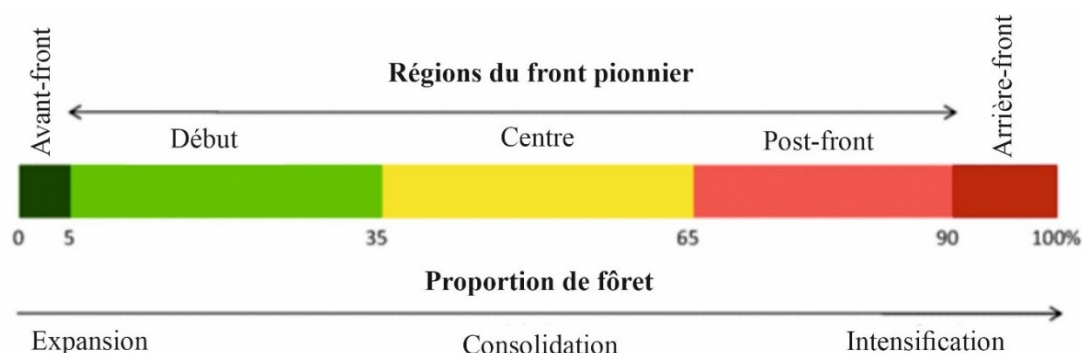 Avant-front
Régions du front pionnier
Arrière-front
Début
Centre
Post-front
0 5 35 65 90 100%
Proportion de fôret
Expansion
Consolidation
Intensification